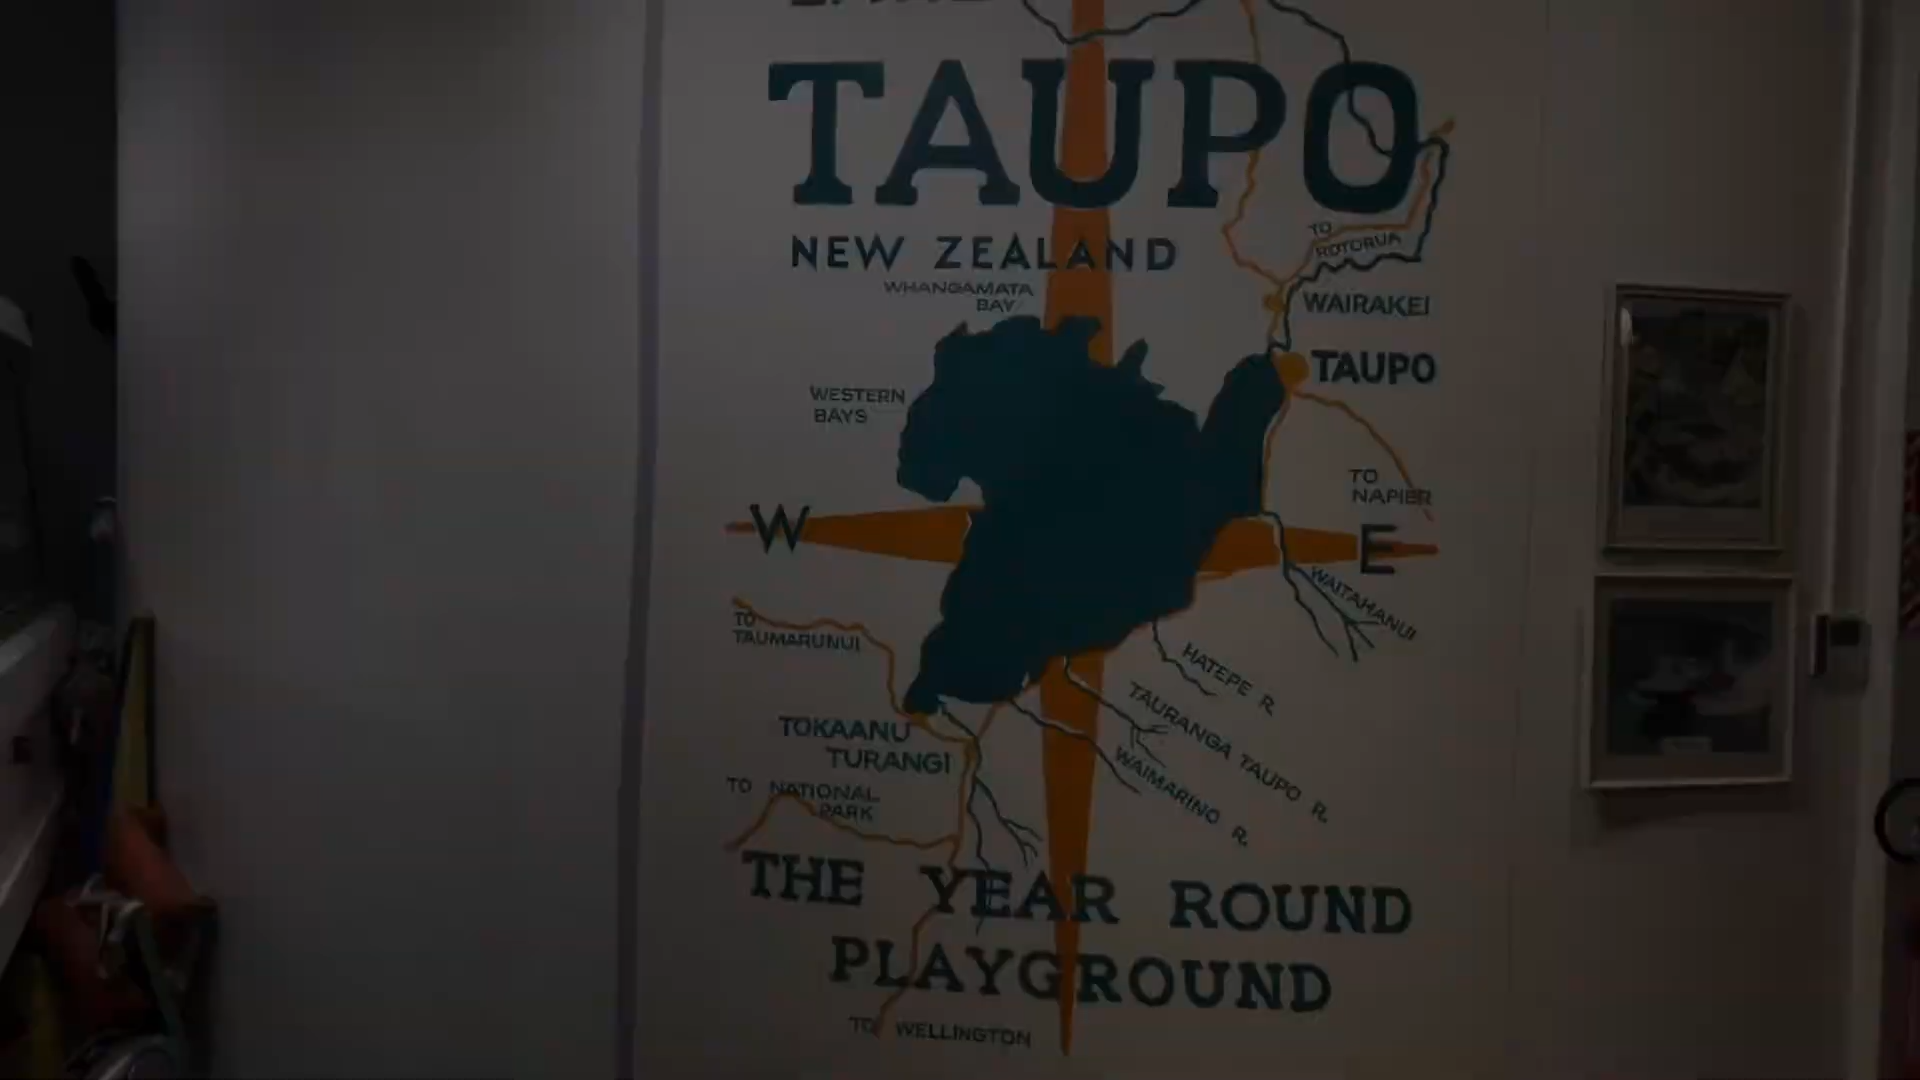 TAUPO
NEW ZEALAND
WHANGAMATA
BAY
TO
ROTORUA
WAIRAKEI
TAUPO
WESTERN
BAYS
TO
NAPIER
W
E
WAITAHANUI
TO
TAUMARUNUI
HATEPE R.
TAURANGA TAUPO R.
WAIMARINO R.
TOKAANU
TURANGI
TO NATIONAL
PARK
THE YEAR ROUND
PLAYGROUND
TO WELLINGTON